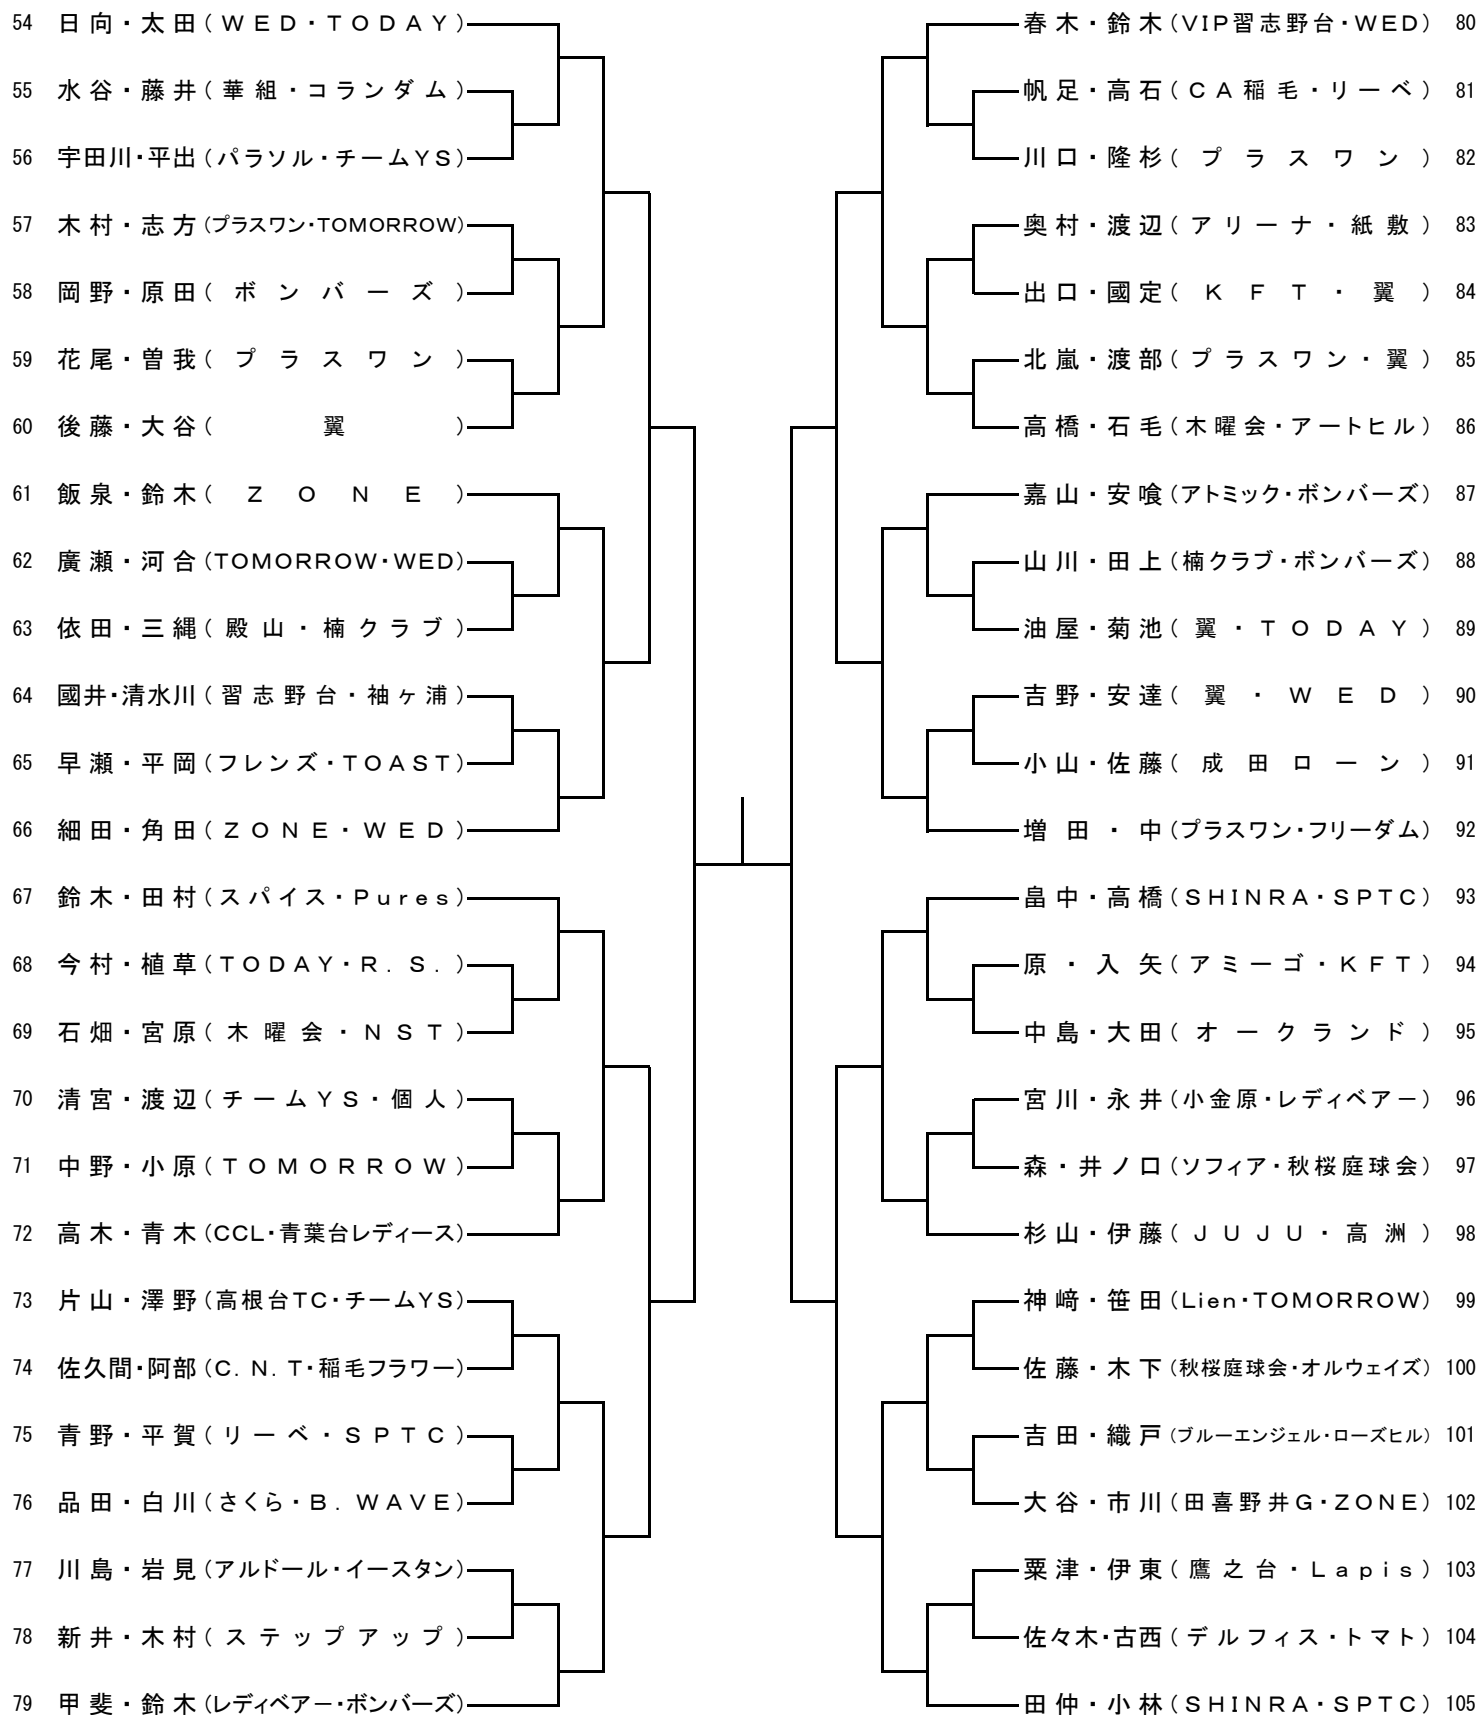 54 日向・太田(WED・TODAY)
55 水谷・藤井(華組・コランダム)
56 宇田川・平出(パラソル・チームYS)
57 木村・志方(プラスワン・TOMORROW)
58 岡野・原田(ボンバーズ)
59 花尾・曽我(プラスワン)
60 後藤・大谷(翼)
61 飯泉・鈴木(ZONE)
62 廣瀬・河合(TOMORROW・WED)
63 依田・三縄(殿山・楠クラブ)
64 國井・清水川(習志野台・袖ヶ浦)
65 早瀬・平岡(フレンズ・TOAST)
66 細田・角田(ZONE・WED)
67 鈴木・田村(スパイス・Pures)
68 今村・植草(TODAY・R.S.)
69 石畑・宮原(木曜会・NST)
70 清宮・渡辺(チームYS・個人)
71 中野・小原(TOMORROW)
72 高木・青木(CCL・青葉台レディース)
73 片山・澤野(高根台TC・チームYS)
74 佐久間・阿部(C.N.T・稲毛フラワー)
75 青野・平賀(リーベ・SPTC)
76 品田・白川(さくら・B.WAVE)
77 川島・岩見(アルドール・イースタン)
78 新井・木村(ステップアップ)
79 甲斐・鈴木(レディベアー・ボンバーズ)
春木・鈴木(VIP習志野台・WED) 80
帆足・高石(CA稲毛・リーベ) 81
川口・隆杉(プラスワン) 82
奥村・渡辺(アリーナ・紙敷) 83
出口・國定(KFT・翼) 84
北嵐・渡部(プラスワン・翼) 85
高橋・石毛(木曜会・アートヒル) 86
嘉山・安喰(アトミック・ボンバーズ) 87
山川・田上(楠クラブ・ボンバーズ) 88
油屋・菊池(翼・TODAY) 89
吉野・安達(翼・WED) 90
小山・佐藤(成田ローン) 91
増田・中(プラスワン・フリーダム) 92
畠中・高橋(SHINRA・SPTC) 93
原・入矢(アミーゴ・KFT) 94
中島・大田(オークランド) 95
宮川・永井(小金原・レディベアー) 96
森・井ノ口(ソフィア・秋桜庭球会) 97
杉山・伊藤(JUJU・高洲) 98
神﨑・笹田(Lien・TOMORROW) 99
佐藤・木下(秋桜庭球会・オルウェイズ) 100
吉田・織戸(ブルーエンジェル・ローズヒル) 101
大谷・市川(田喜野井G・ZONE) 102
粟津・伊東(鷹之台・Lapis) 103
佐々木・古西(デルフィス・トマト) 104
田仲・小林(SHINRA・SPTC) 105